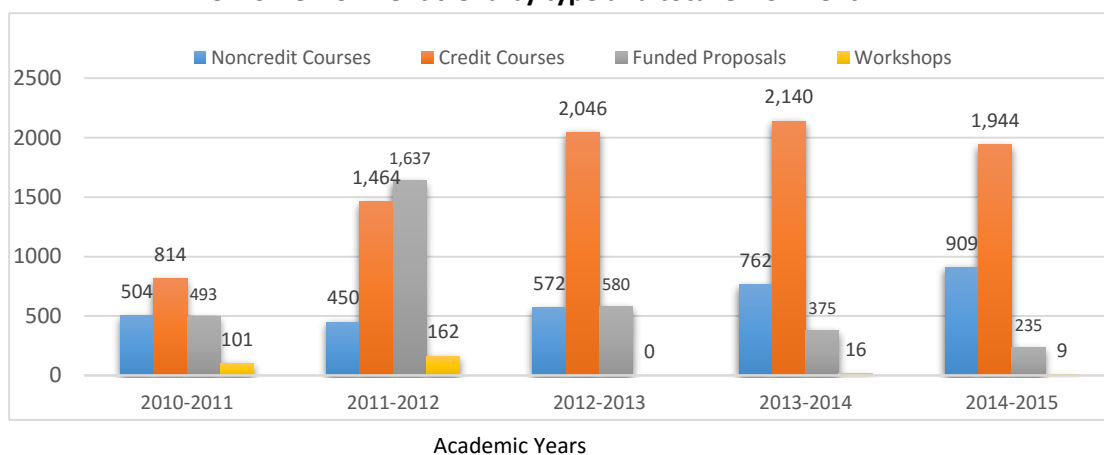 Noncredit Courses Credit Courses Funded Proposals Workshops
2500
2000
1500
1000
500
0
504 814 493 101
450 1,464 1,637 162
572 2,046 580 0
762 2,140 375 16
909 1,944 235 9
2010-2011 2011-2012 2012-2013 2013-2014 2014-2015
Academic Years